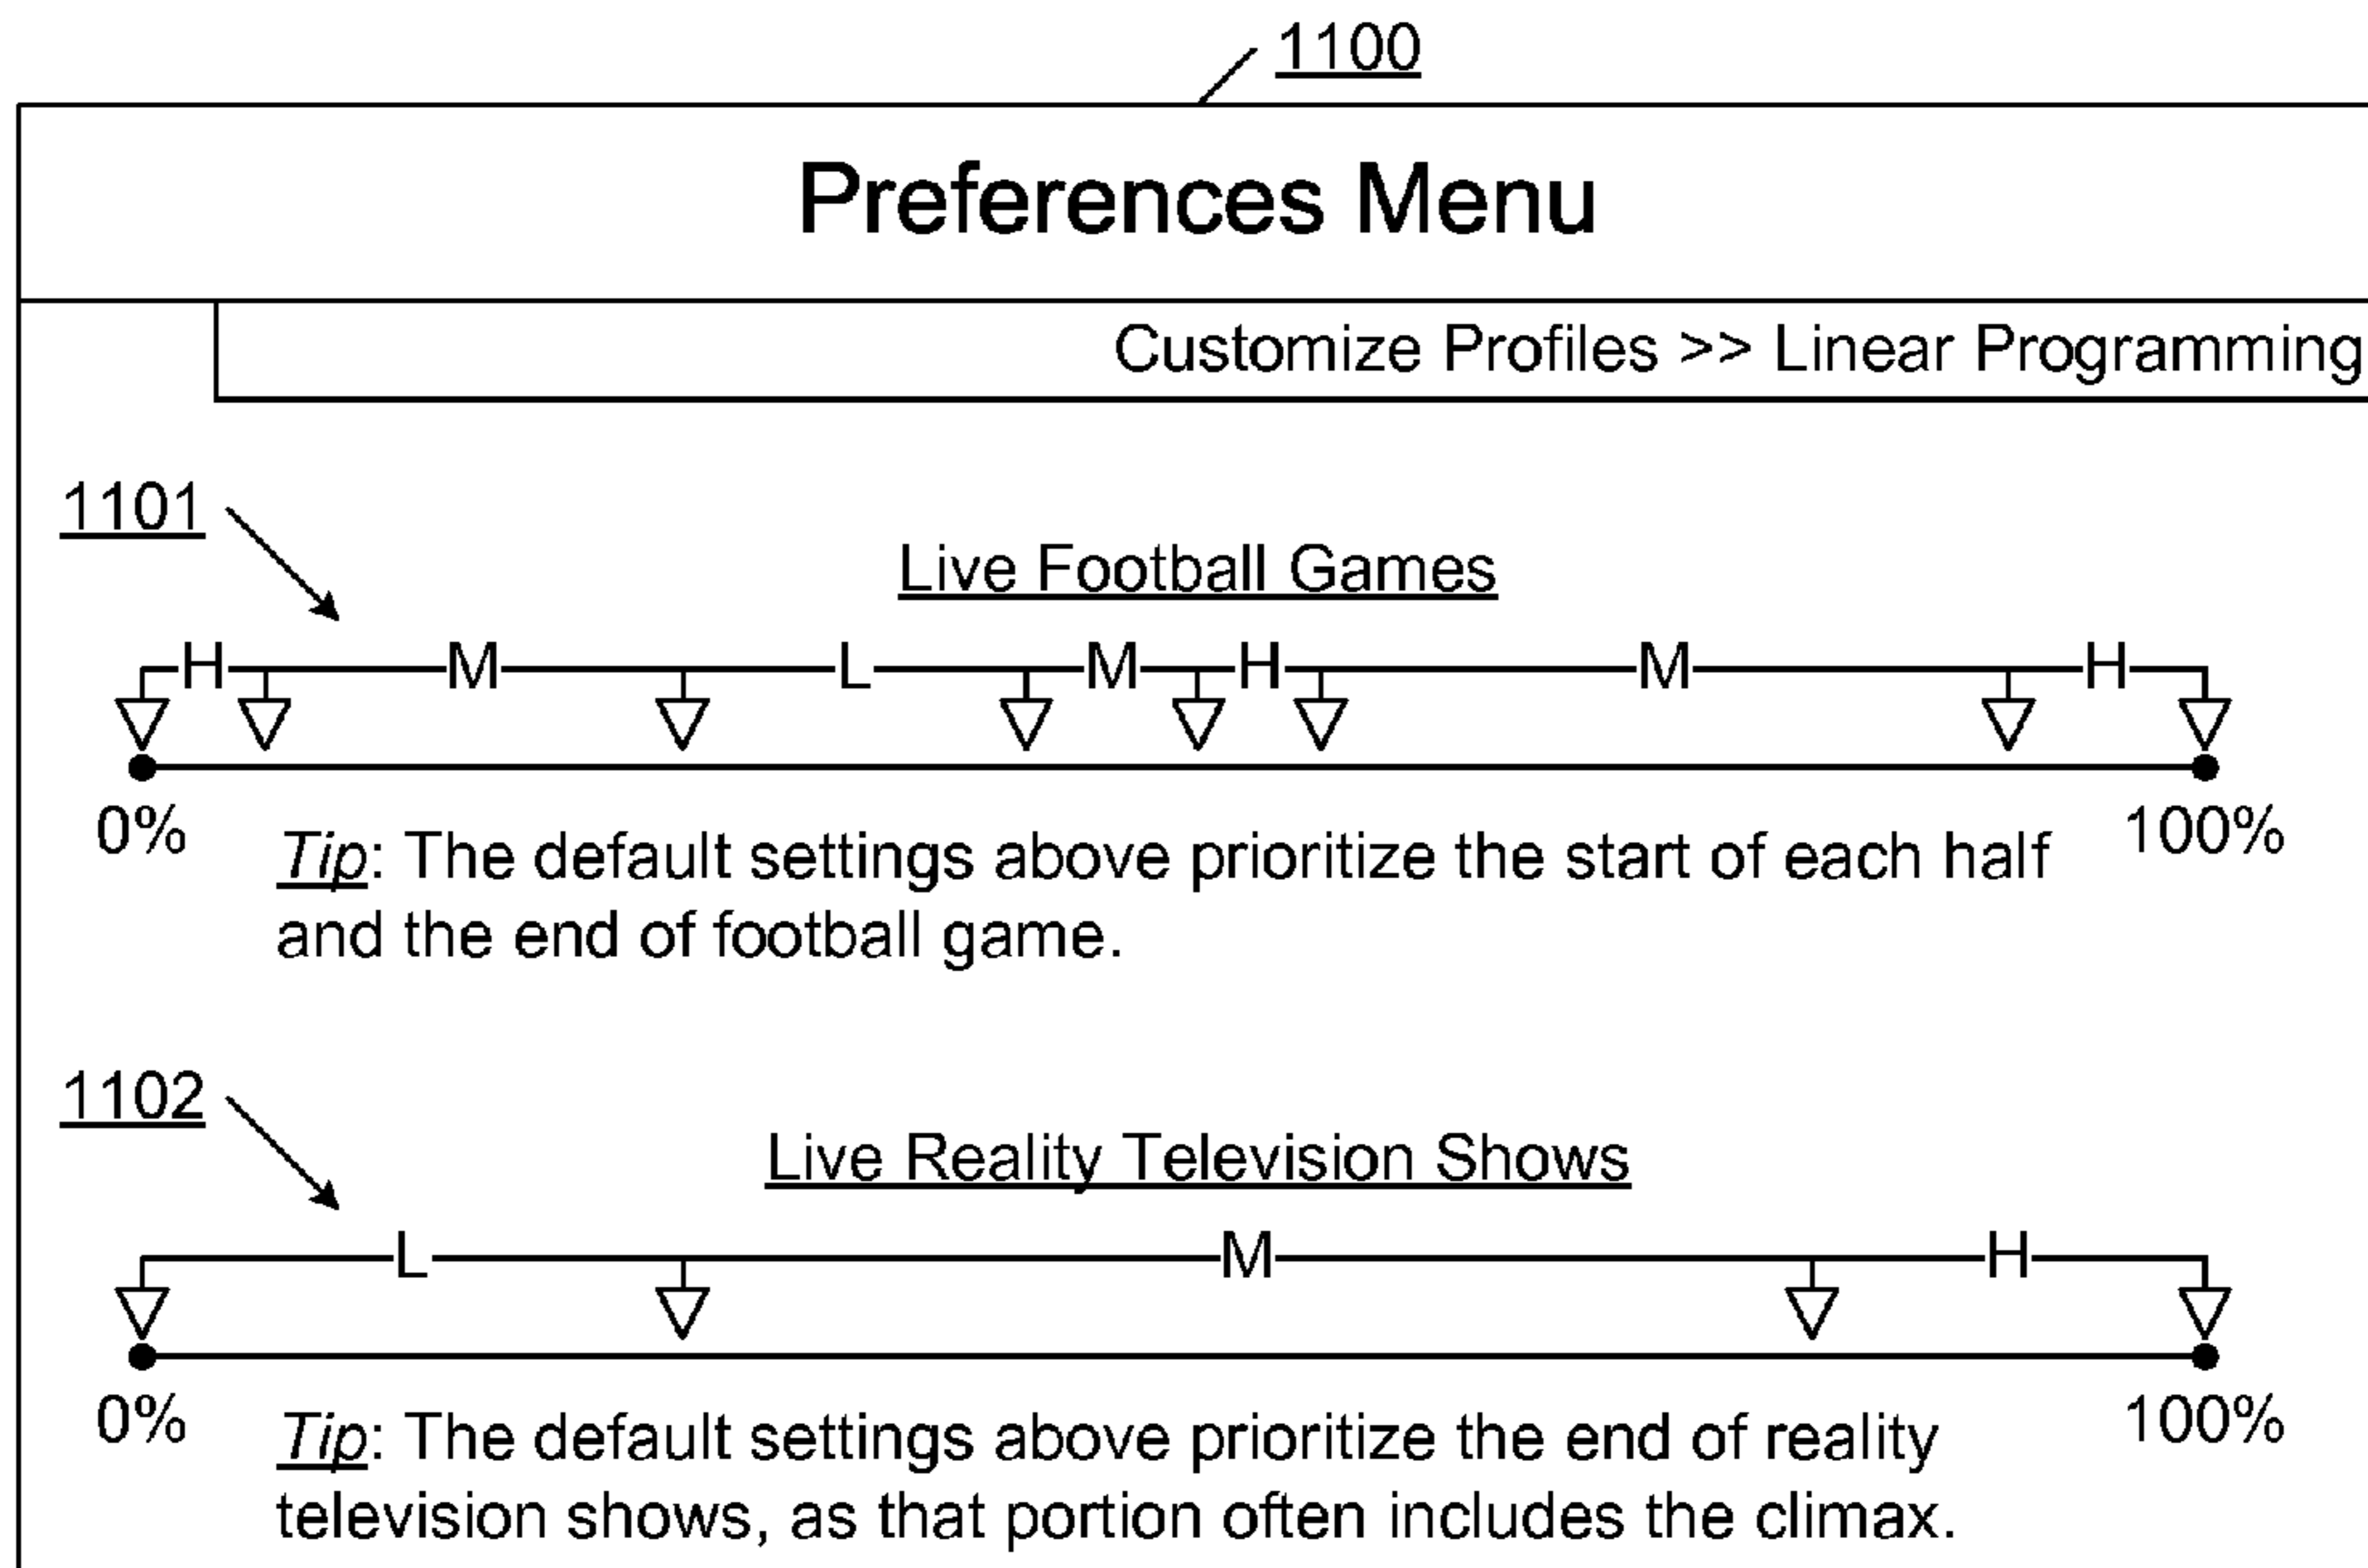 1100
Preferences Menu
Customize Profiles >> Linear Programming
1101
Live Football Games
H M L M H M H
0% 100%
Tip: The default settings above prioritize the start of each half
and the end of football game.
1102
Live Reality Television Shows
L M H
0% 100%
Tip: The default settings above prioritize the end of reality
television shows, as that portion often includes the climax.